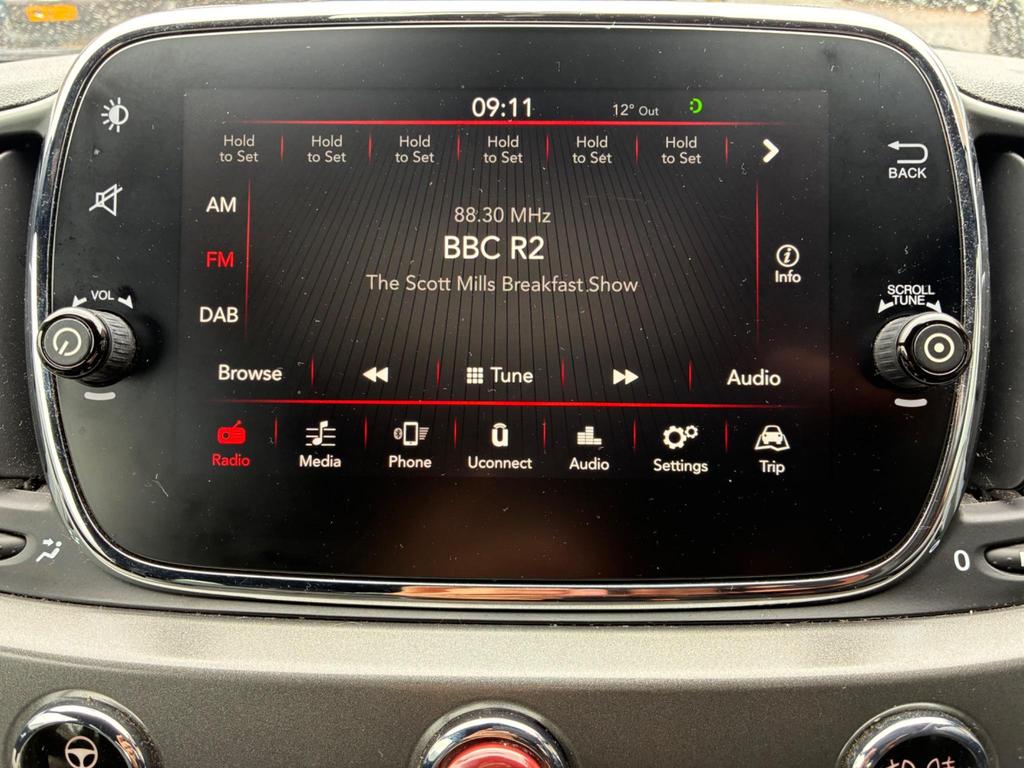 09:11 12° Out
Hold to Set Hold to Set Hold to Set Hold to Set Hold to Set Hold to Set
BACK
AM
88.30 MHz
BBC R2
FM
Info
The Scott Mills Breakfast Show
VOL
SCROLL
TUNE
DAB
Browse Tune Audio
Radio Media Phone Uconnect Audio Settings Trip
0